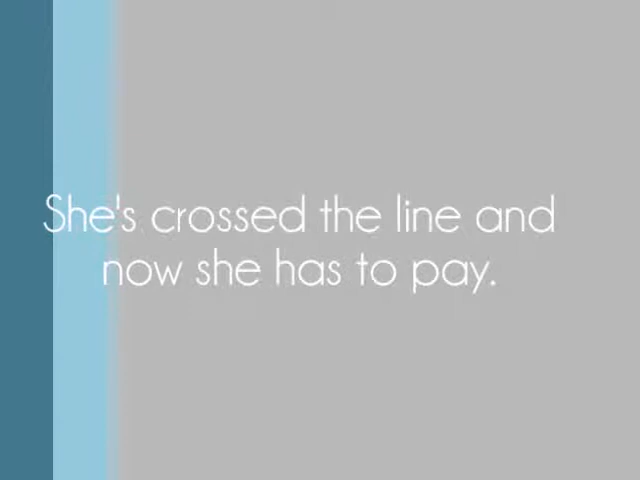 She's crossed the line and
now she has to pay.